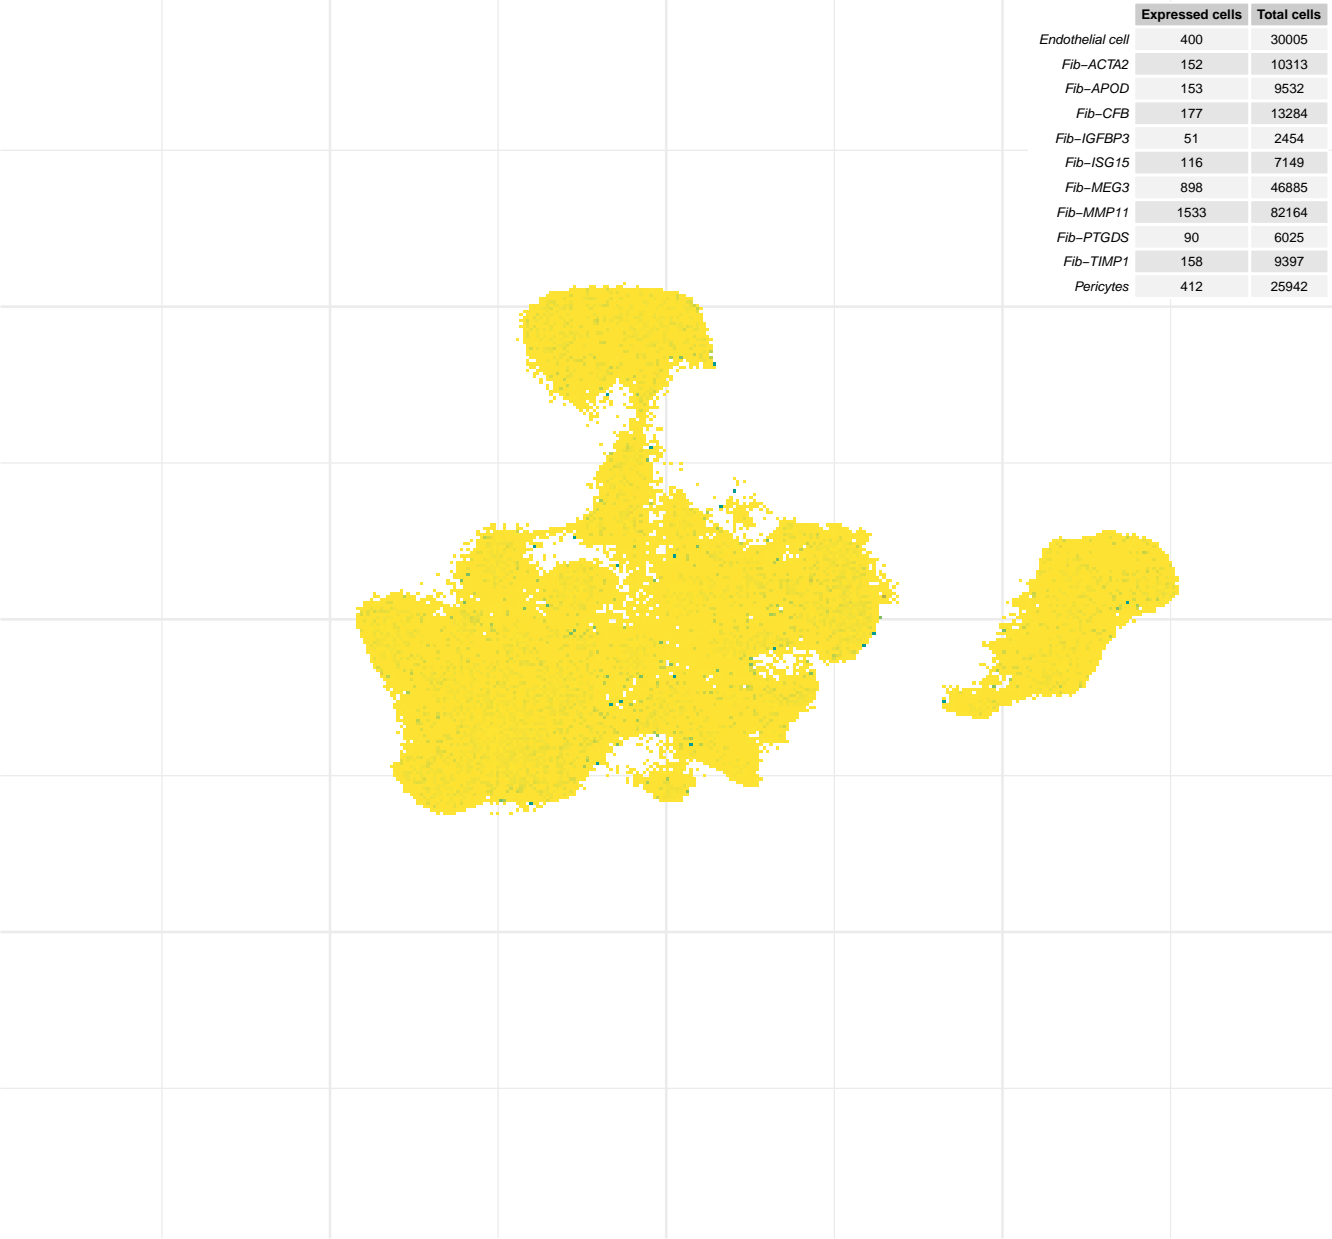 Expressed cells Total cells
Endothelial cell 400 30005
Fib−ACTA2 152 10313
Fib−APOD 153 9532
Fib−CFB 177 13284
Fib−IGFBP3 51 2454
Fib−ISG15 116 7149
Fib−MEG3 898 46885
Fib−MMP11 1533 82164
Fib−PTGDS 90 6025
Fib−TIMP1 158 9397
Pericytes 412 25942